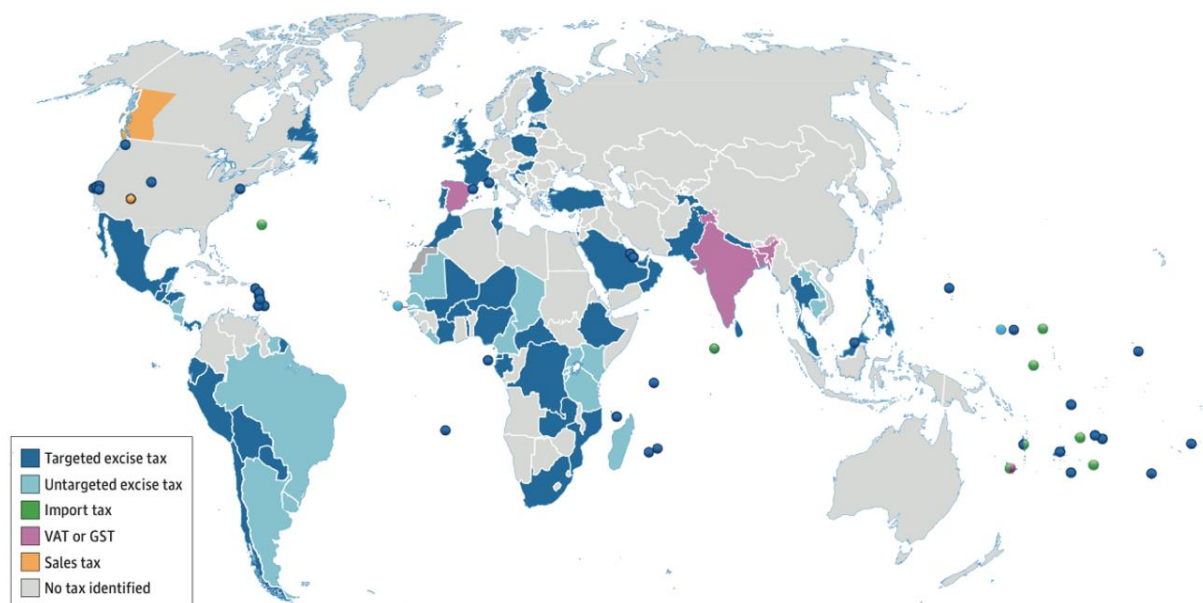 Targeted excise tax
Untargeted excise tax
Import tax
VAT or GST
Sales tax
No tax identified